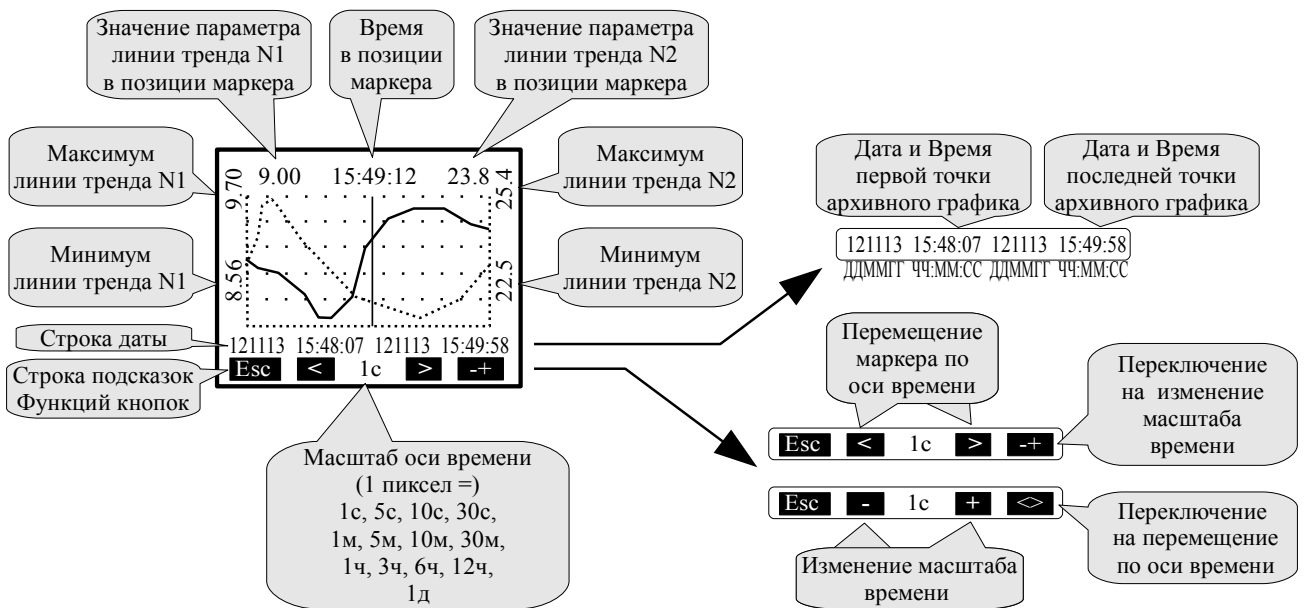 Значение параметра
линии тренда N1
в позиции маркера
Время
в позиции
маркера
Значение параметра
линии тренда N2
в позиции маркера
Максимум
линии тренда N1
Минимум
линии тренда N1
Строка даты
Строка подсказок
Функций кнопок
9.70
8.56
9.00 15:49:12 23.8
25.4
22.5
121113 15:48:07 121113 15:49:58
Esc < 1с > -+
Максимум
линии тренда N2
Минимум
линии тренда N2
Масштаб оси времени
(1 пиксел =)
1с, 5с, 10с, 30с,
1м, 5м, 10м, 30м,
1ч, 3ч, 6ч, 12ч,
1д
Дата и Время
первой точки
архивного графика
Дата и Время
последней точки
архивного графика
121113 15:48:07 121113 15:49:58
ДДММГГ ЧЧ:ММ:СС ДДММГГ ЧЧ:ММ:СС
Перемещение
маркера по
оси времени
Переключение
на изменение
масштаба
времени
Esc < 1с > -+
Esc - 1с + <>
Изменение масштаба
времени
Переключение
на перемещение
по оси времени